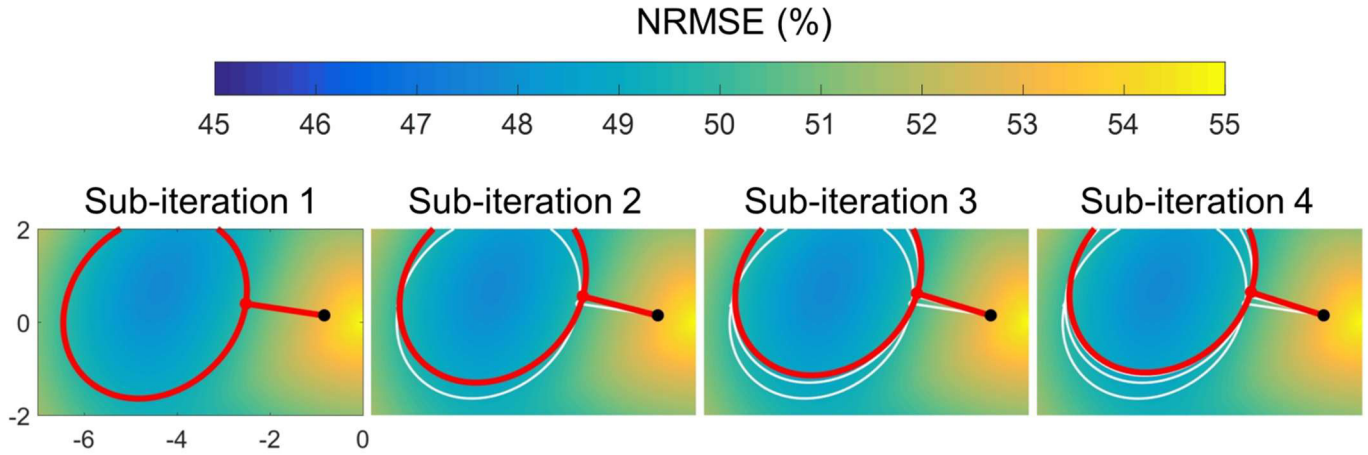 NRMSE (%)
45 46 47 48 49 50 51 52 53 54 55
Sub-iteration 1 Sub-iteration 2 Sub-iteration 3 Sub-iteration 4
2
0
-2
-6 -4 -2 0